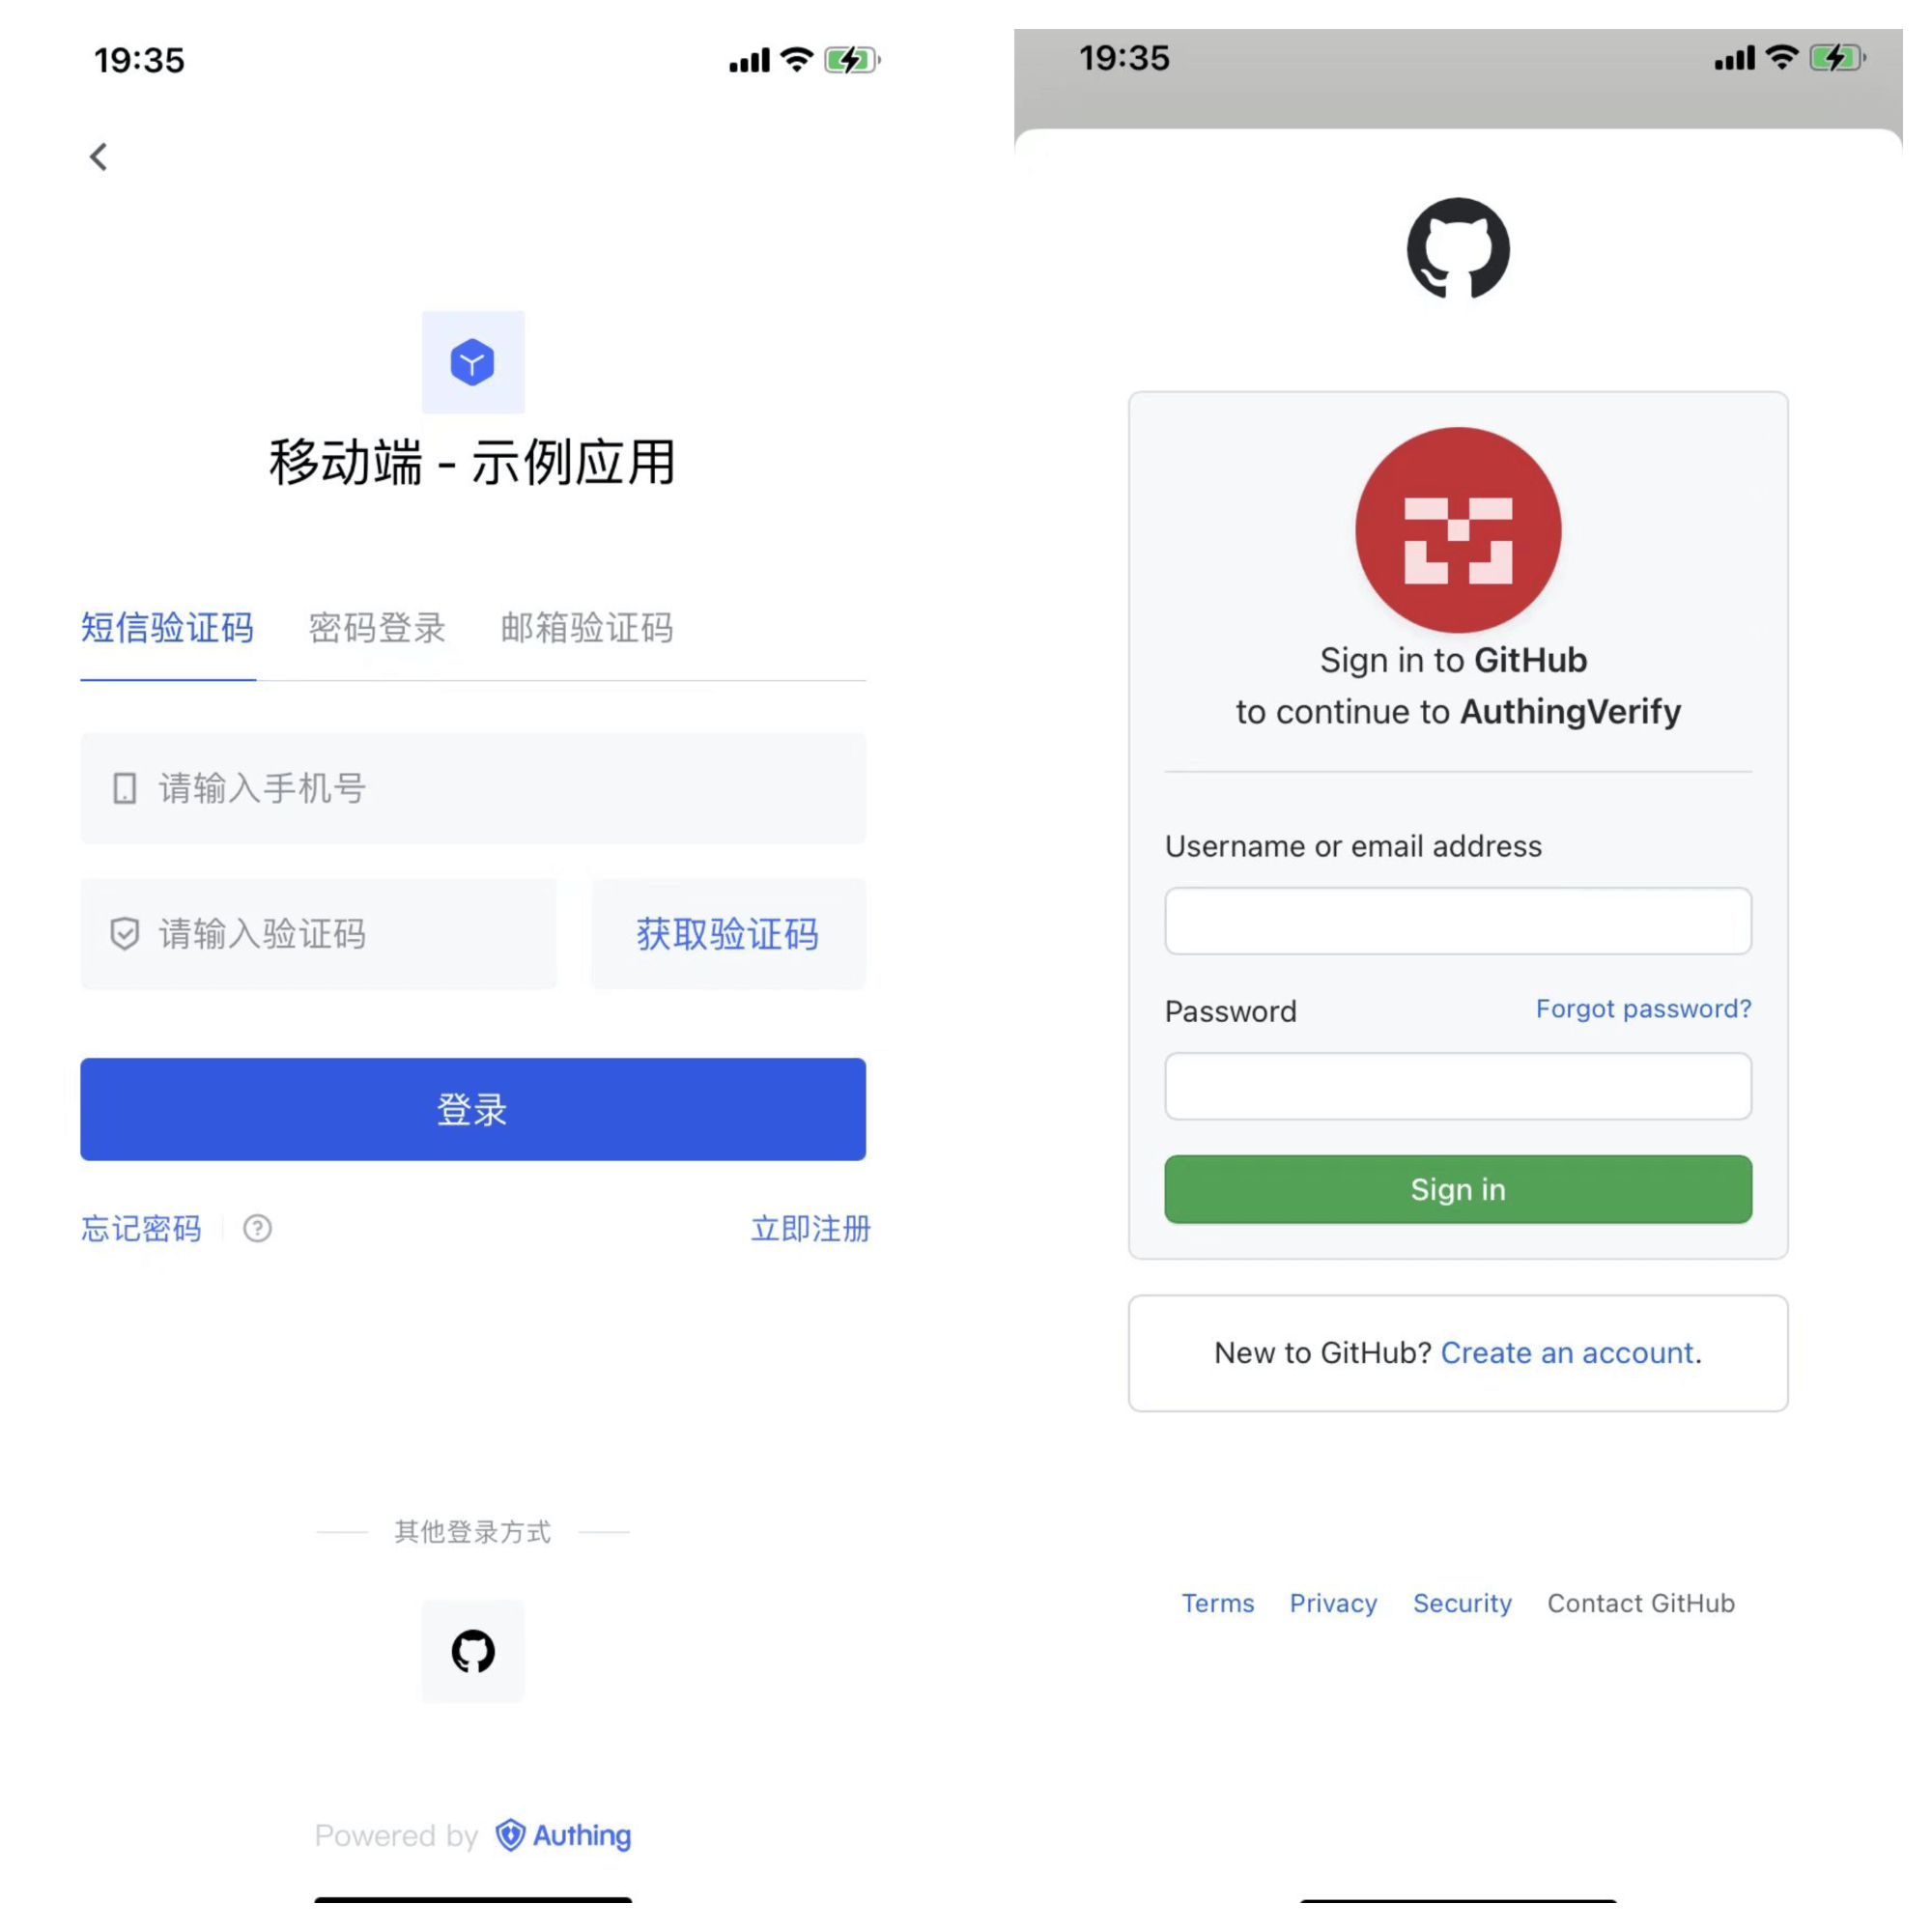 19:35
移动端 - 示例应用
短信验证码 密码登录 邮箱验证码
请输入手机号
请输入验证码 获取验证码
登录
忘记密码 立即注册
其他登录方式
Powered by Authing
19:35
Sign in to GitHub
to continue to AuthingVerify
Username or email address
Password Forgot password?
Sign in
New to GitHub? Create an account.
Terms Privacy Security Contact GitHub